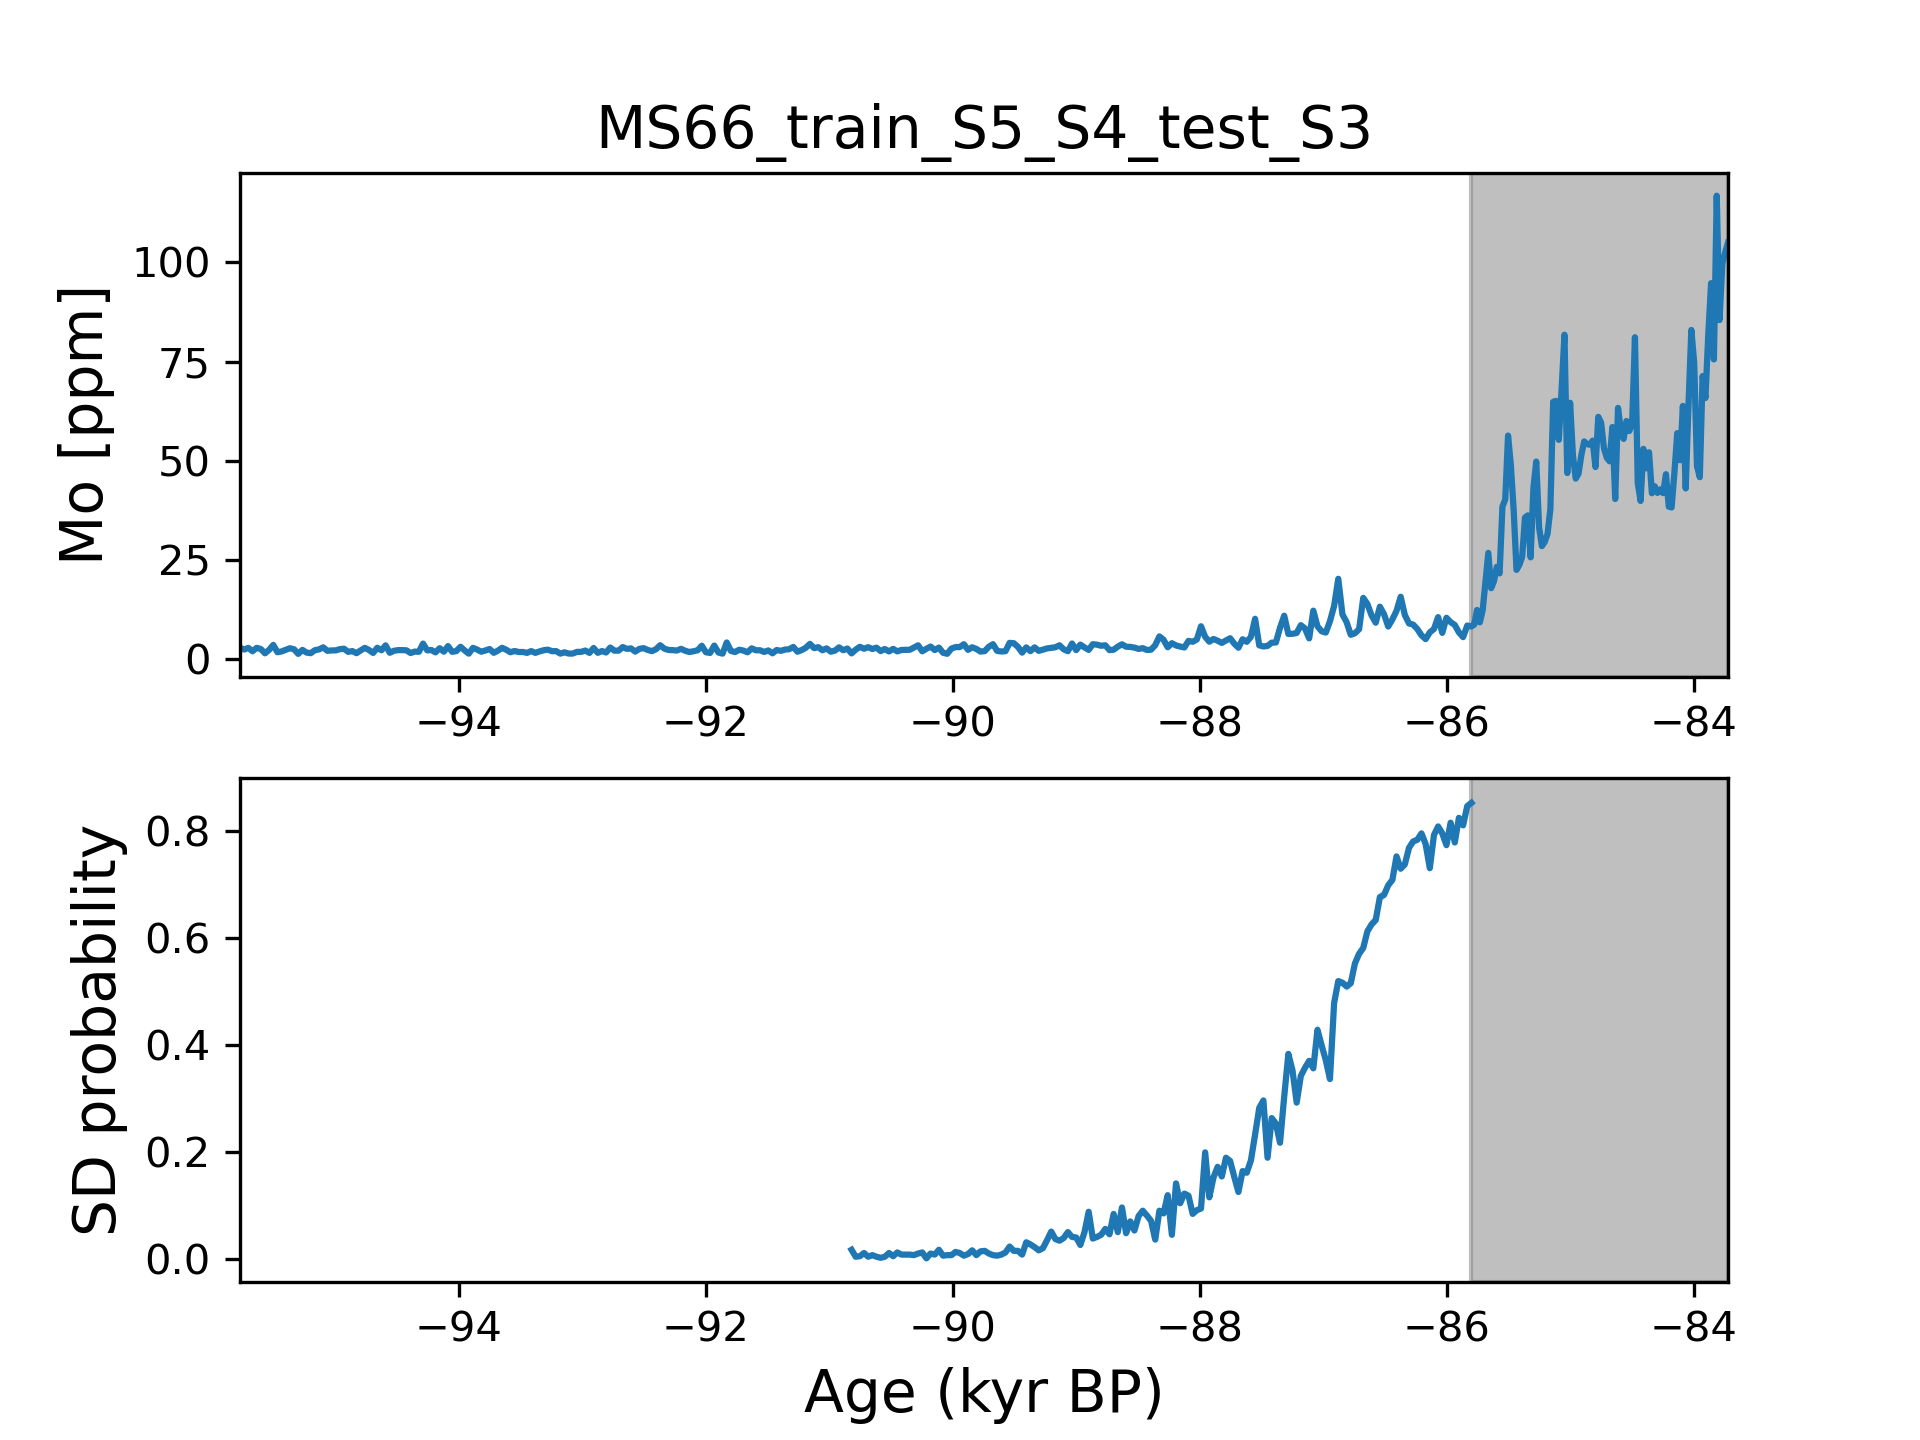 MS66_train_S5_S4_test_S3
Mo [ppm]
100
75
50
25
0
−94 −92 −90 −88 −86 −84
SD probability
0.8
0.6
0.4
0.2
0.0
−94 −92 −90 −88 −86 −84
Age (kyr BP)